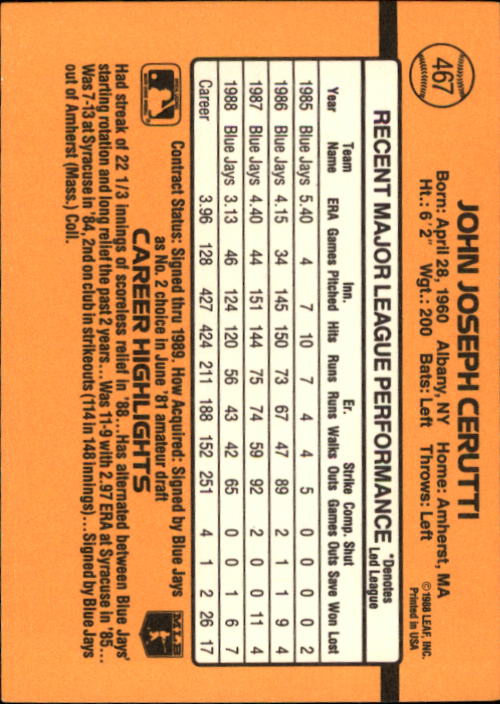 467
JOHN JOSEPH CERUTTI
©1988 LEAF, INC.
Printed in USA
Born: April 28, 1960 Albany, NY Home: Amherst, MA
Ht.: 6' 2" Wgt.: 200 Bats: Left Throws: Left
RECENT MAJOR LEAGUE PERFORMANCE *Denotes Led League
Team Inn. Er. Strike Comp. Shut
Year Name ERA Games Pitched Hits Runs Runs Walks Outs Games Outs Save Won Lost
1985 Blue Jays 5.40 4 7 10 7 4 4 5 0 0 0 0 2
1986 Blue Jays 4.15 34 145 150 73 67 47 89 2 1 1 9 4
1987 Blue Jays 4.40 44 151 144 75 74 59 92 2 0 0 11 4
1988 Blue Jays 3.13 46 124 120 56 43 42 65 0 0 1 6 7
Career 3.96 128 427 424 211 188 152 251 4 1 2 26 17
Contract Status: Signed thru 1989. How Acquired: Signed by Blue Jays
as No. 2 choice in June '81 amateur draft
MLB
CAREER HIGHLIGHTS
Had streak of 22 1/3 innings of scoreless relief in '88...Has alternated between Blue Jays'
starting rotation and long relief the past 2 years...Was 11-9 with 2.97 ERA at Syracuse in '85...
Was 7-13 at Syracuse in '84, 2nd on club in strikeouts (114 in 148 innings)...Signed by Blue Jays
out of Amherst (Mass.) Coll.